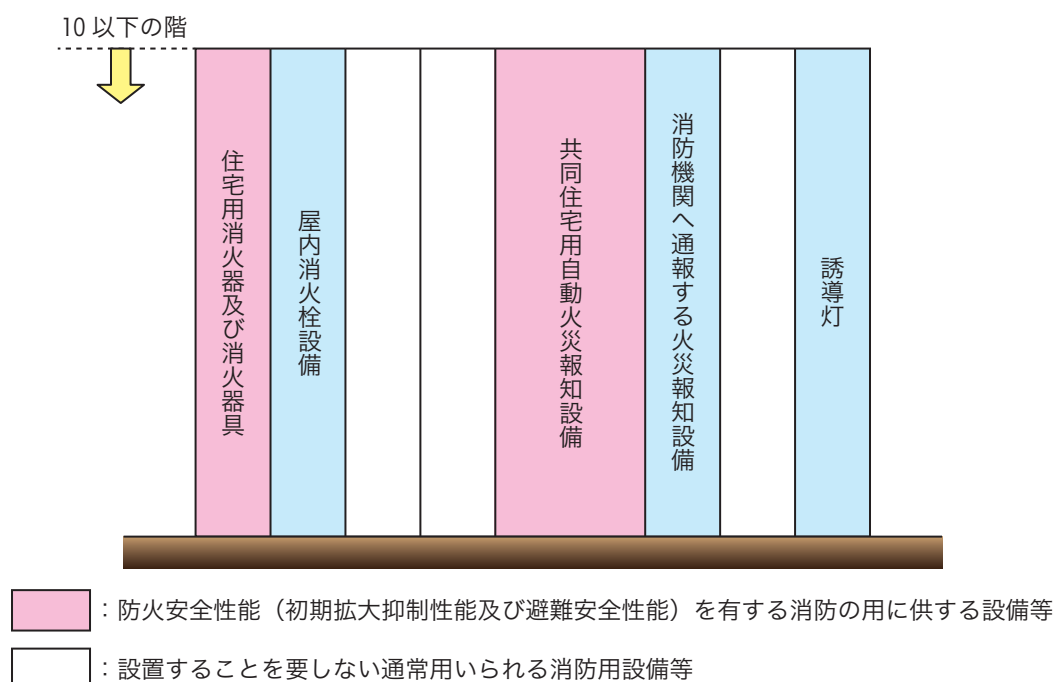 10 以下の階
住宅用消火器及び消火器具
屋内消火栓設備
共同住宅用自動火災報知設備
消防機関へ通報する火災報知設備
誘導灯
：防火安全性能（初期拡大抑制性能及び避難安全性能）を有する消防の用に供する設備等
：設置することを要しない通常用いられる消防用設備等